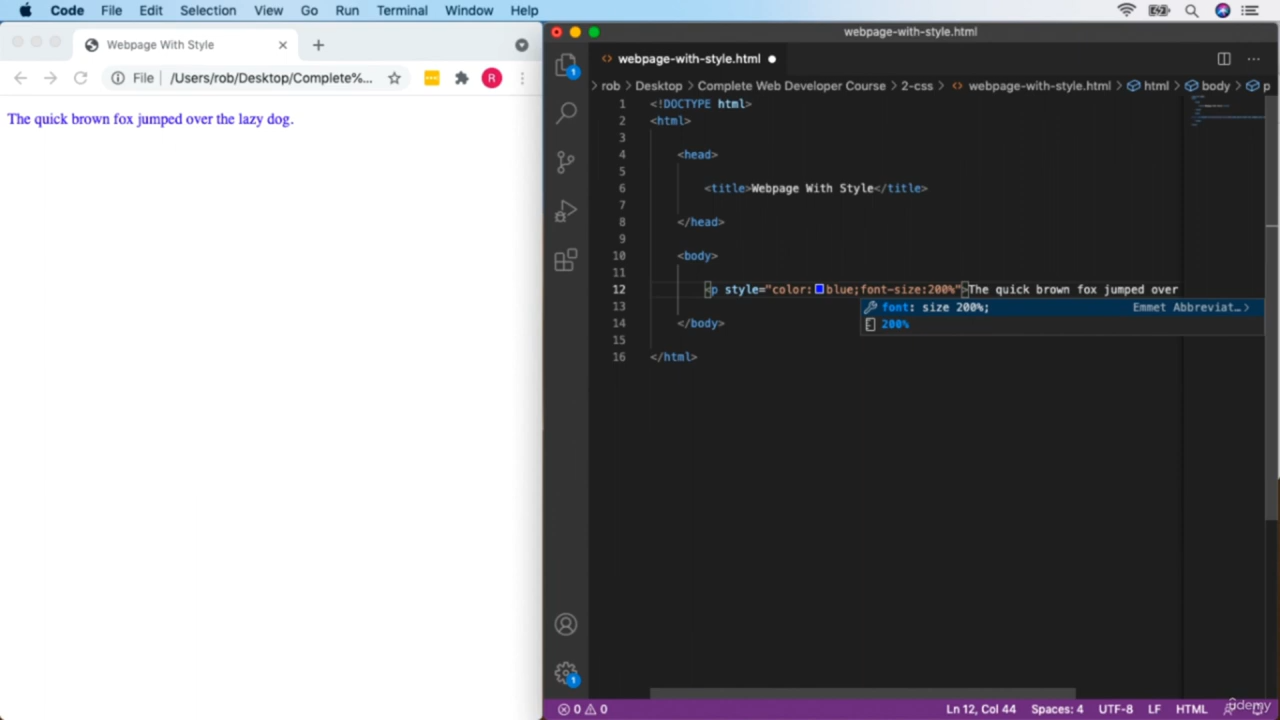 Code File Edit Selection View Go Run Terminal Window Help
Webpage With Style
File /Users/rob/Desktop/Complete%... R
The quick brown fox jumped over the lazy dog.
webpage-with-style.html
webpage-with-style.html
rob > Desktop > Complete Web Developer Course > 2-css > webpage-with-style.html > html > body > p
1 <!DOCTYPE html>
2 <html>
3
4 <head>
5
6 <title>Webpage With Style</title>
7
8 </head>
9
10 <body>
11
12 <p style="color:blue;font-size:200%">The quick brown fox jumped over
font: size 200%; Emmet Abbreviat...>
13
200%
14 </body>
15
16 </html>
1
1
0 0 Ln 12, Col 44 Spaces: 4 UTF-8 LF HTML
ûdemy